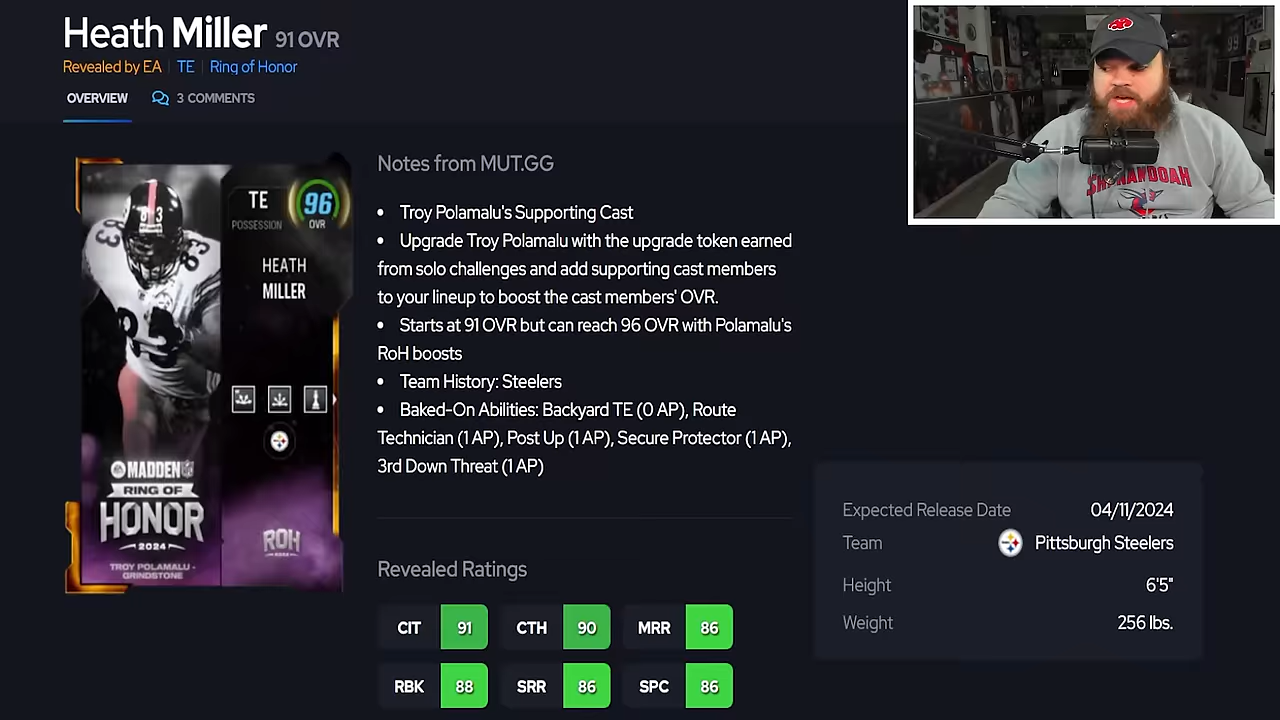 Heath Miller 91 OVR
Revealed by EA | TE | Ring of Honor
OVERVIEW 3 COMMENTS
TE
POSSESSION
96
OVR
HEATH
MILLER
83
83
MADDEN NFL
RING OF
HONOR
2024
TROY POLAMALU -
GRINDSTONE
ROH
Notes from MUT.GG
• Troy Polamalu's Supporting Cast
• Upgrade Troy Polamalu with the upgrade token earned
from solo challenges and add supporting cast members
to your lineup to boost the cast members' OVR.
• Starts at 91 OVR but can reach 96 OVR with Polamalu's
RoH boosts
• Team History: Steelers
• Baked-On Abilities: Backyard TE (0 AP), Route
Technician (1 AP), Post Up (1 AP), Secure Protector (1 AP),
3rd Down Threat (1 AP)
Revealed Ratings
CIT 91 CTH 90 MRR 86
RBK 88 SRR 86 SPC 86
SHENANDOAH
Expected Release Date 04/11/2024
Team Pittsburgh Steelers
Height 6'5"
Weight 256 lbs.